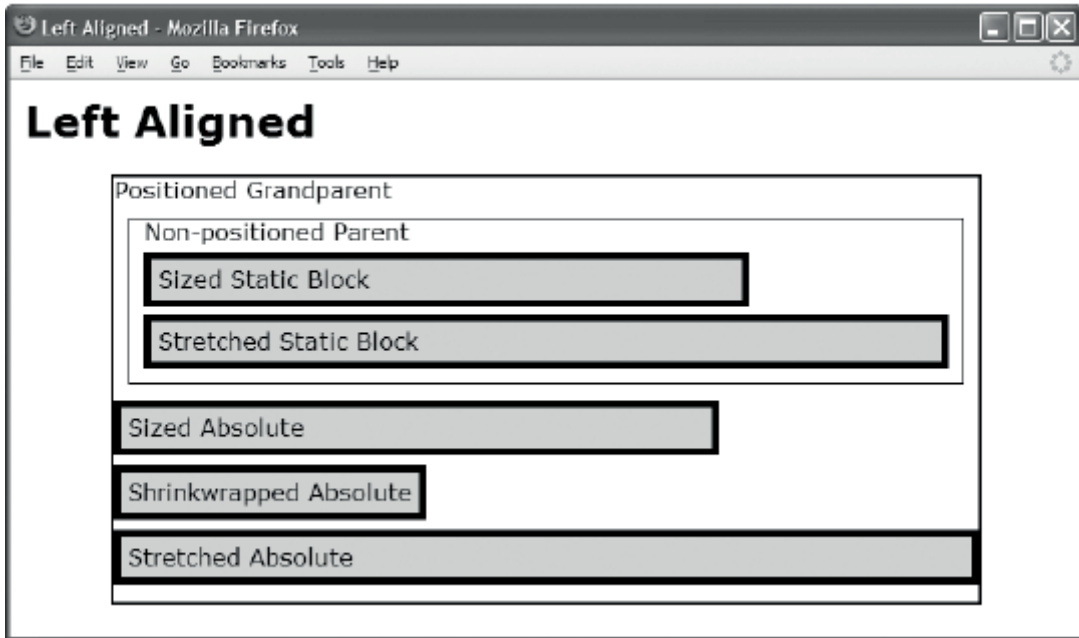 Left Aligned - Mozilla Firefox
File Edit View Go Bookmarks Tools Help
Left Aligned
Positioned Grandparent
Non-positioned Parent
Sized Static Block
Stretched Static Block
Sized Absolute
Shrinkwrapped Absolute
Stretched Absolute